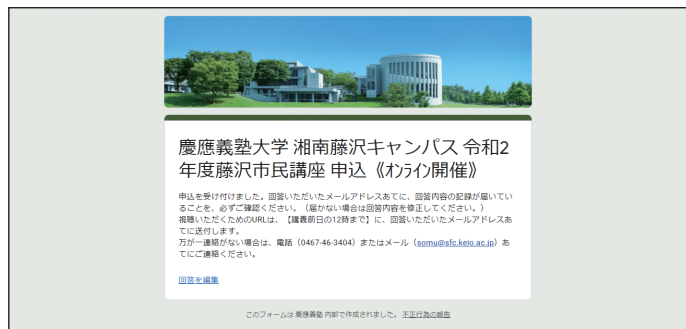 慶應義塾大学 湘南藤沢キャンパス 令和2
年度藤沢市民講座 申込《オンライン開催》
申込を受け付けました。回答いただいたメールアドレスあてに、回答内容の記録が届いてい
ることを、必ずご確認ください。（届かない場合は回答内容を修正してください。）
視聴いただくためのURLは、【講義前日の12時まで】に、回答いただいたメールアドレスあ
てに送付します。
万が一連絡がない場合は、電話（0467-46-3404）またはメール（somu@sfc.keio.ac.jp）あ
てにご連絡ください。
回答を編集
このフォームは 慶應義塾 内部で作成されました。 不正行為の報告